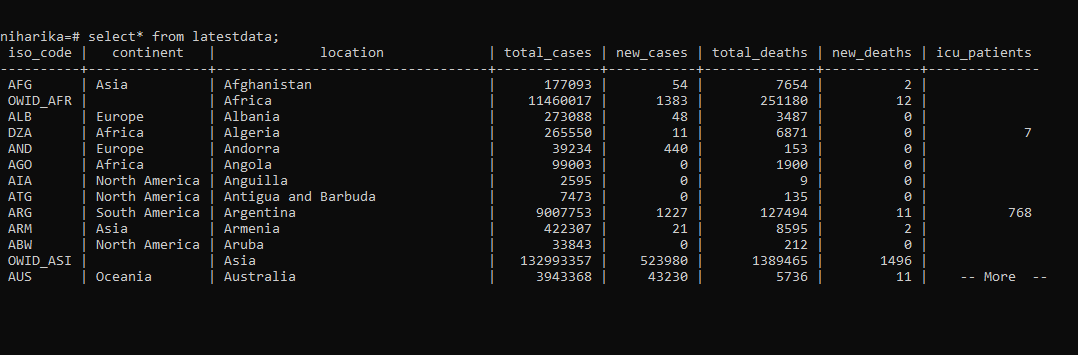 niharika=# select* from latestdata;
 iso_code |   continent   |             location             | total_cases | new_cases | total_deaths | new_deaths | icu_patients
----------+---------------+----------------------------------+-------------+-----------+--------------+------------+--------------
 AFG      | Asia          | Afghanistan                      |      177093 |        54 |         7654 |          2 |
 OWID_AFR |               | Africa                           |    11460017 |      1383 |       251180 |         12 |
 ALB      | Europe        | Albania                          |      273088 |        48 |         3487 |          0 |
 DZA      | Africa        | Algeria                          |      265550 |        11 |         6871 |          0 |            7
 AND      | Europe        | Andorra                          |       39234 |       440 |          153 |          0 |
 AGO      | Africa        | Angola                           |       99003 |         0 |         1900 |          0 |
 AIA      | North America | Anguilla                         |        2595 |         0 |            9 |          0 |
 ATG      | North America | Antigua and Barbuda              |        7473 |         0 |          135 |          0 |
 ARG      | South America | Argentina                        |     9007753 |      1227 |       127494 |         11 |          768
 ARM      | Asia          | Armenia                          |      422307 |        21 |         8595 |          2 |
 ABW      | North America | Aruba                            |       33843 |         0 |          212 |          0 |
 OWID_ASI |               | Asia                             |   132993357 |    523980 |      1389465 |       1496 |
 AUS      | Oceania       | Australia                        |     3943368 |     43230 |         5736 |         11 |    -- More  --